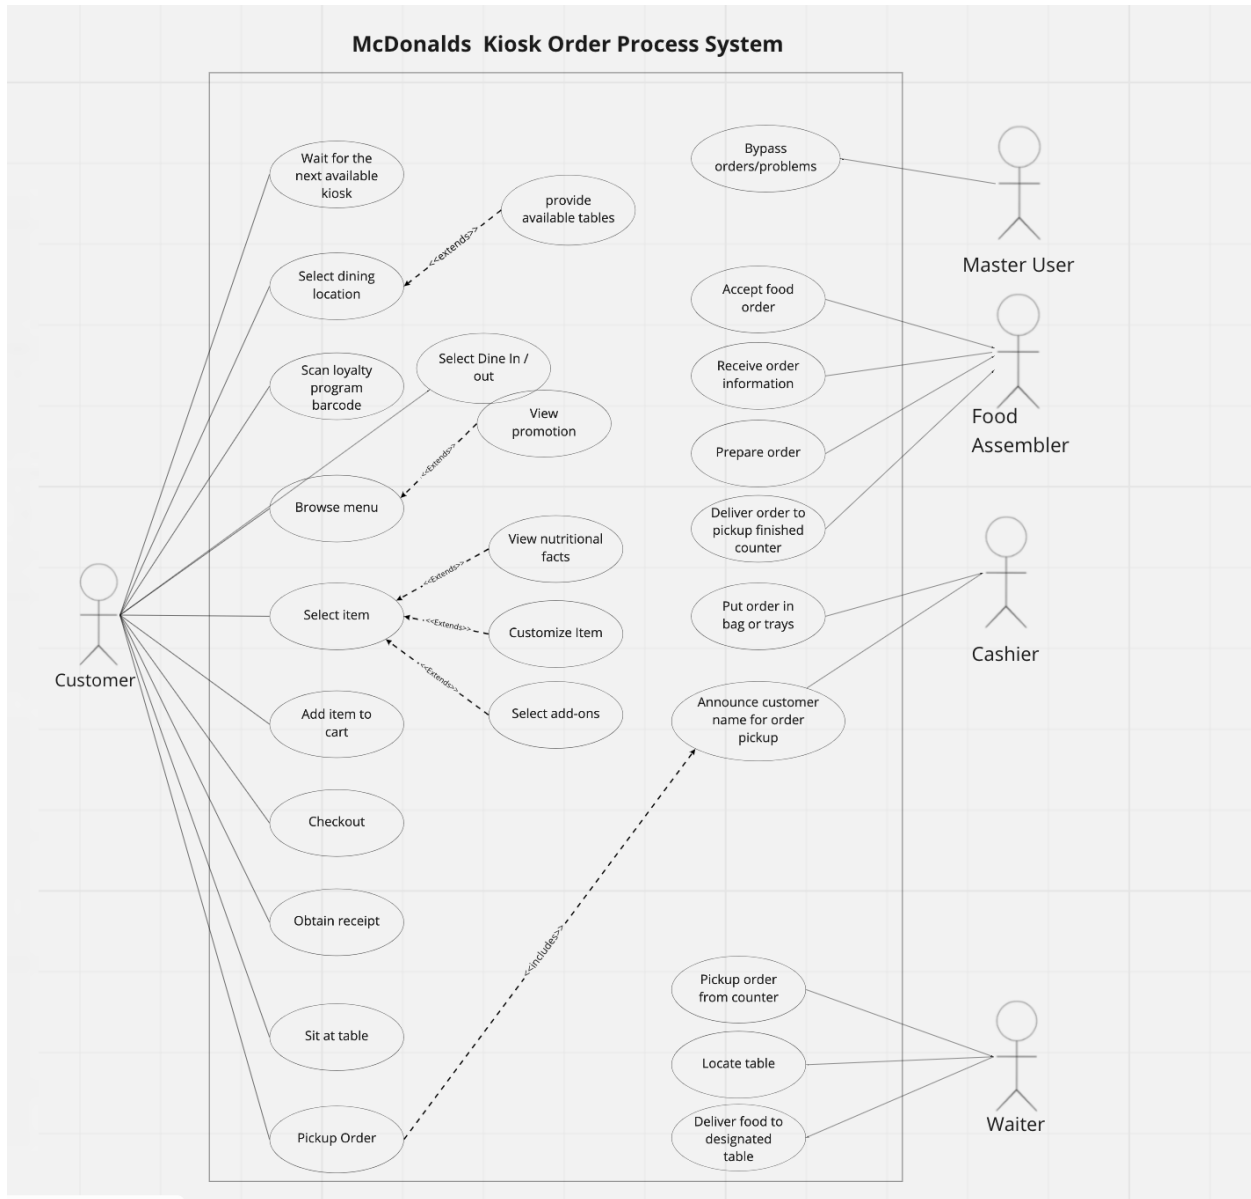 McDonalds  Kiosk Order Process System
Wait for the
next available
kiosk
provide
available tables
<<extends>>
Select dining
location
Scan loyalty
program
barcode
Select Dine In /
out
View
promotion
<<Extends>>
Browse menu
View nutritional
facts
<<Extends>>
Select item
<<Extends>>
Customize Item
<<Extends>>
Select add-ons
Customer
Add item to
cart
Checkout
Obtain receipt
<<includes>>
Sit at table
Pickup Order
Bypass
orders/problems
Master User
Accept food
order
Receive order
information
Food
Assembler
Prepare order
Deliver order to
pickup finished
counter
Put order in
bag or trays
Cashier
Announce customer
name for order
pickup
Pickup order
from counter
Locate table
Deliver food to
designated
table
Waiter